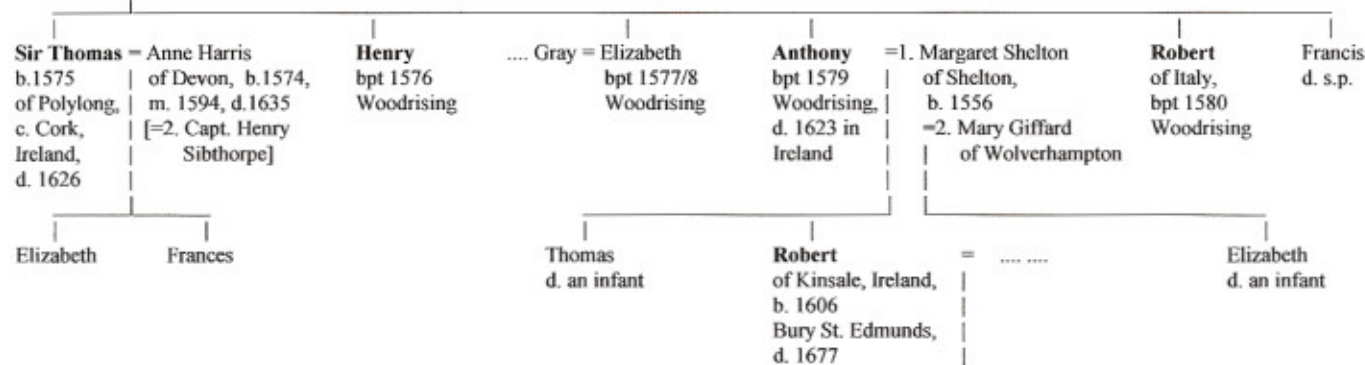 Sir Thomas = Anne Harris
b.1575 of Devon, b.1574,
of Polylong, m. 1594, d.1635
c. Cork, [=2. Capt. Henry
Ireland, Sibthorpe]
d. 1626
Henry
bpt 1576
Woodrising
.... Gray = Elizabeth
bpt 1577/8
Woodrising
Anthony =1. Margaret Shelton
bpt 1579 of Shelton,
Woodrising, b. 1556
d. 1623 in =2. Mary Giffard
Ireland of Wolverhampton
Robert
of Italy,
bpt 1580
Woodrising
Francis
d. s.p.
Elizabeth
Frances
Thomas
d. an infant
Robert = .... ....
of Kinsale, Ireland,
b. 1606
Bury St. Edmunds,
d. 1677
Elizabeth
d. an infant